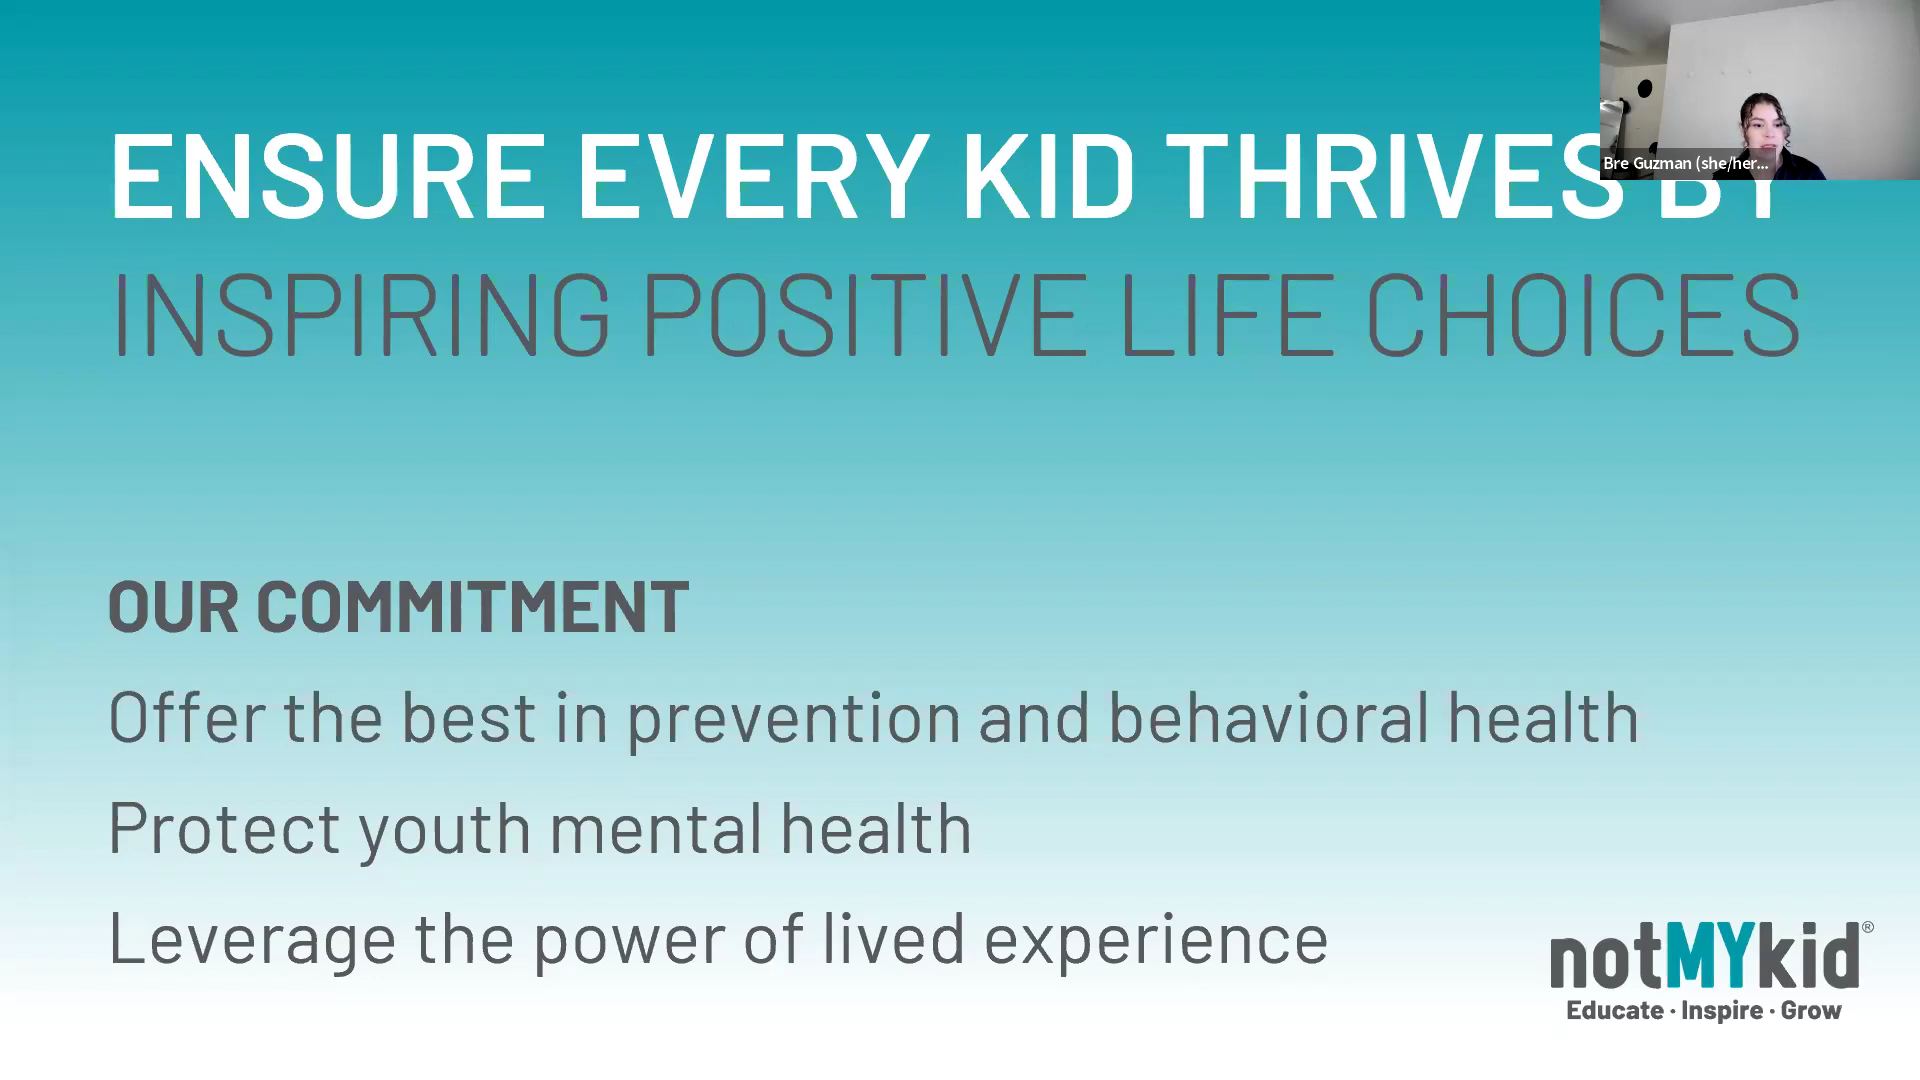 ENSURE EVERY KID THRIVES BY
INSPIRING POSITIVE LIFE CHOICES
Bre Guzman (she/her...
OUR COMMITMENT
Offer the best in prevention and behavioral health
Protect youth mental health
Leverage the power of lived experience
notMYkid®
Educate · Inspire · Grow